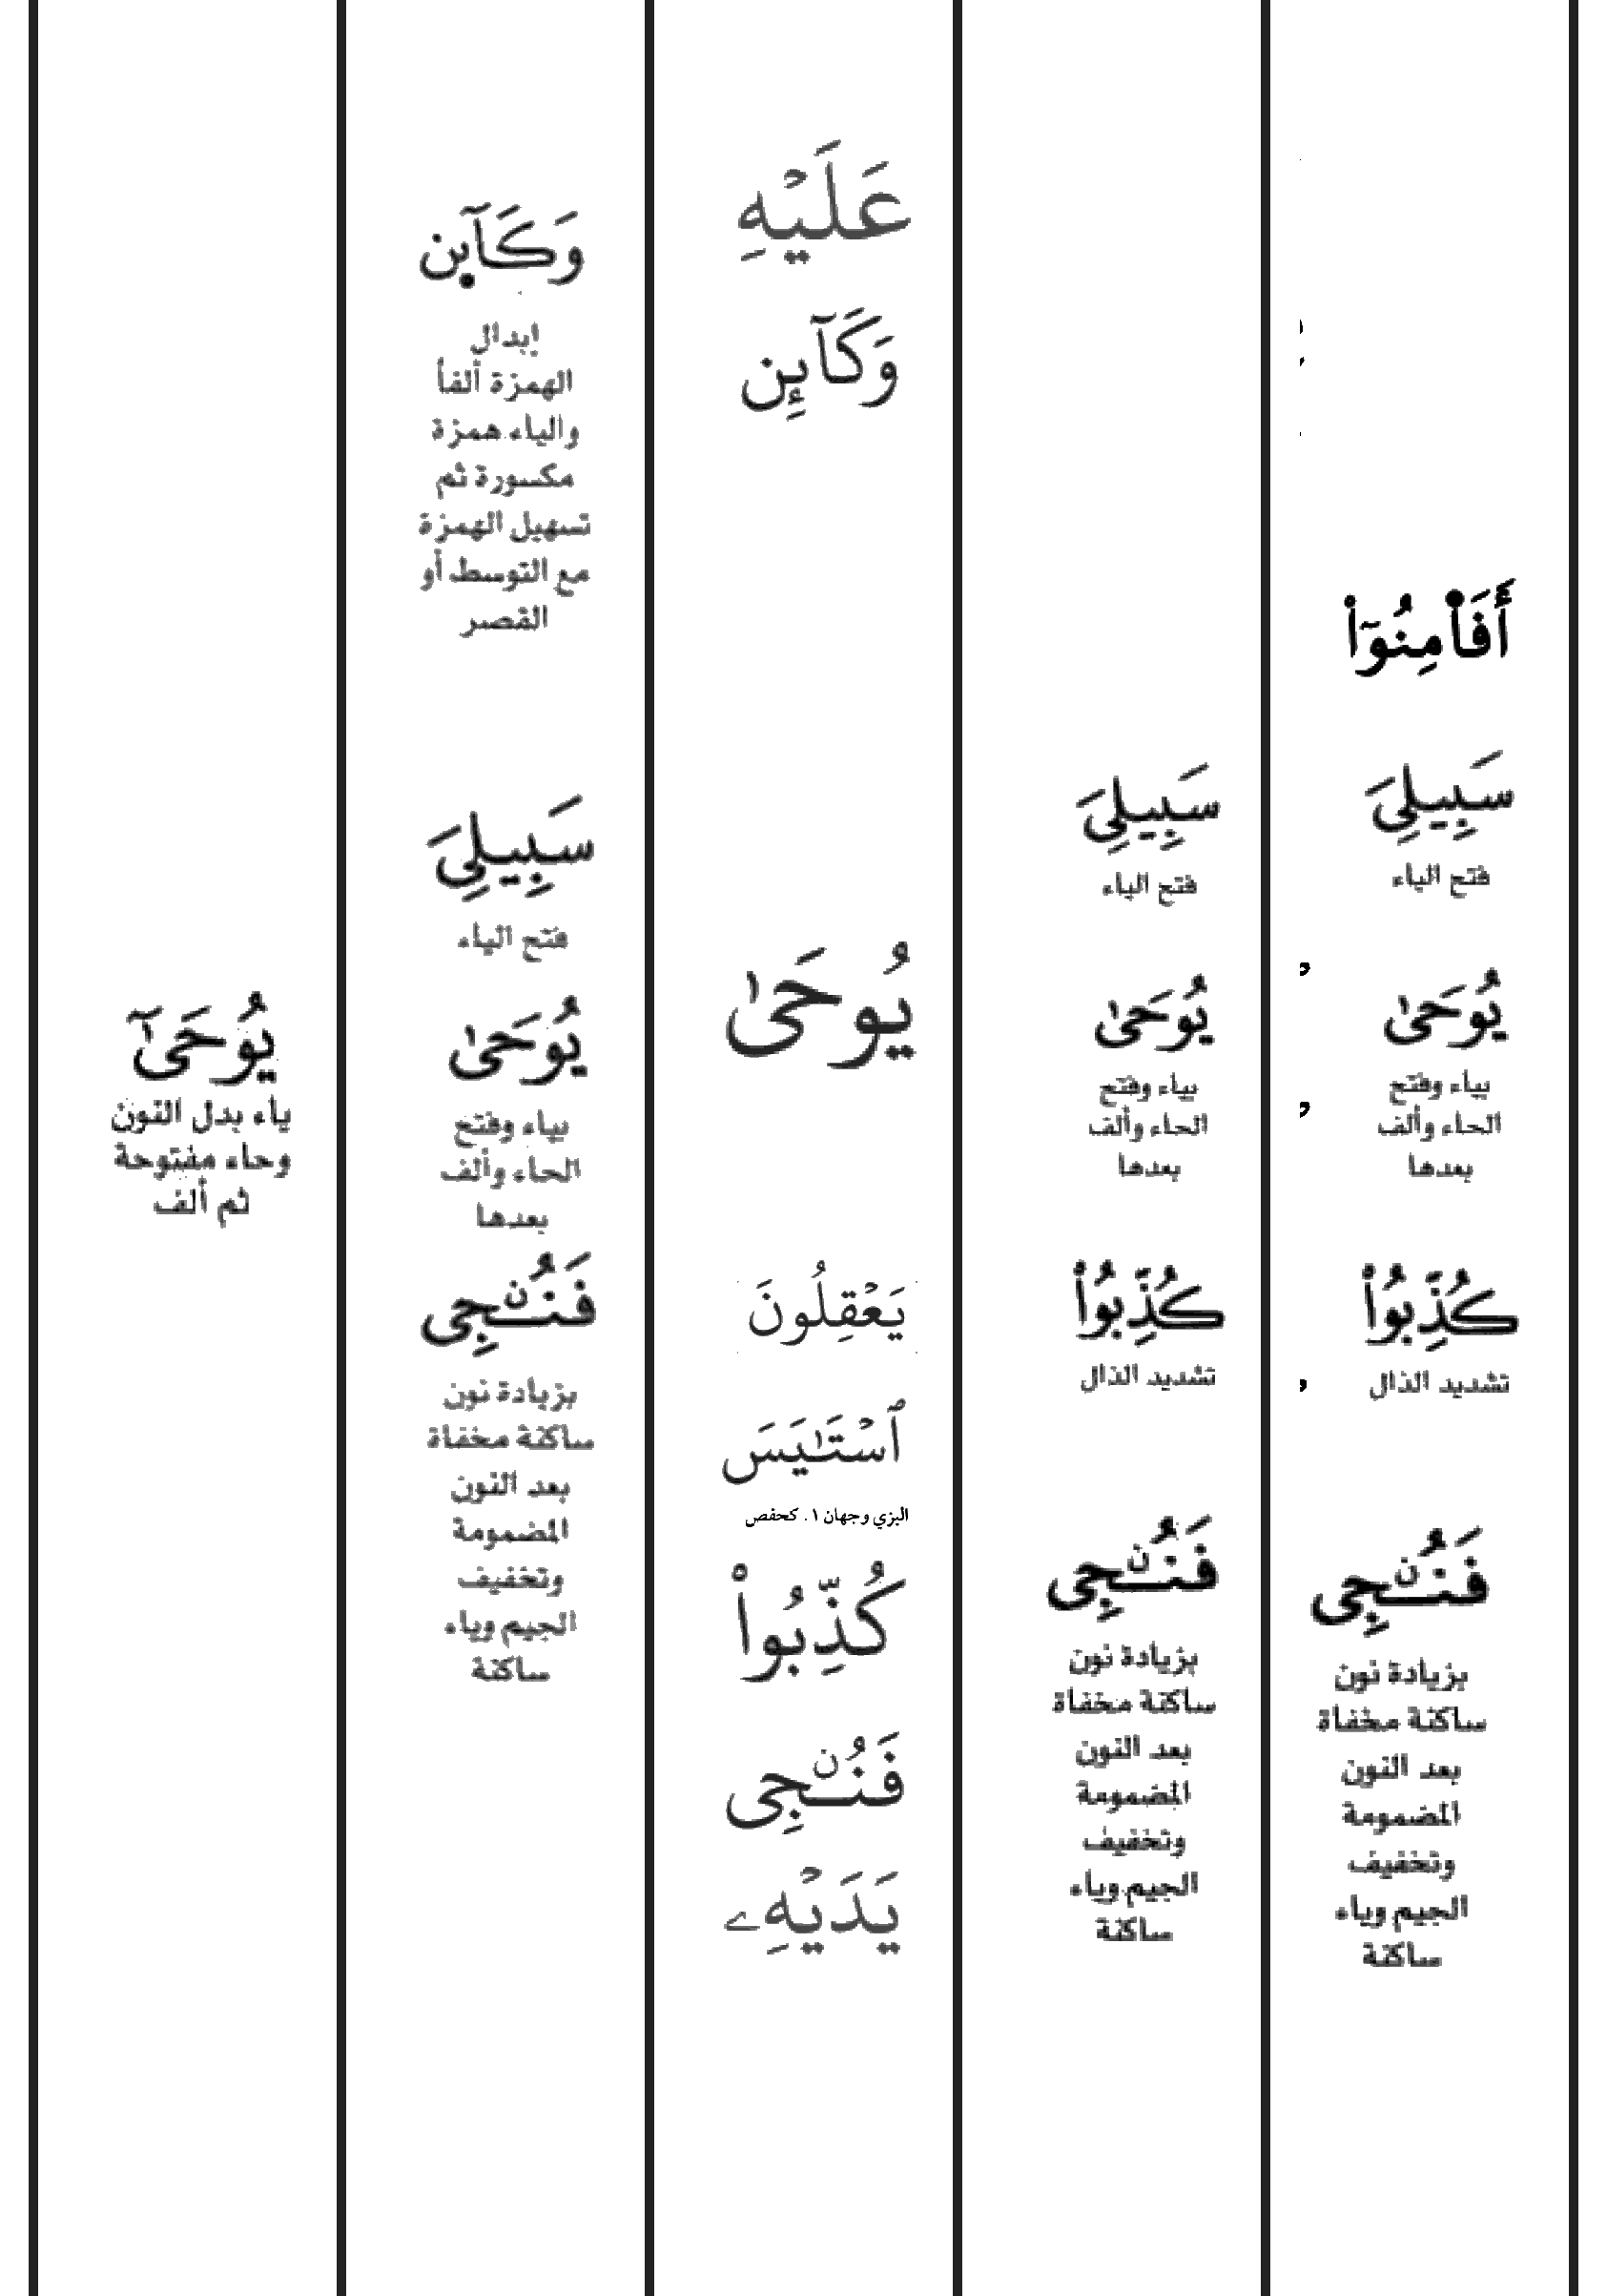 أَفَاْمِنُوٓاْ
سَبِيلِيَ
فتح الياء
يُوحَىٰ
بياء وفتح
الحاء وألف
بعدها
كُذِّبُواْ
تشديد الذال
فَنُـۨجِى
بزيادة نون
ساكنة مخفاة
بعد النون
المضمومة
وتخفيف
الجيم وياء
ساكنة
سَبِيلِيَ
فتح الياء
يُوحَىٰ
بياء وفتح
الحاء وألف
بعدها
كُذِّبُواْ
تشديد الذال
فَنُـۨجِى
بزيادة نون
ساكنة مخفاة
بعد النون
المضمومة
وتخفيف
الجيم وياء
ساكنة
عَلَيۡهِ
وَكَآئِن
يُوحَىٰ
يَعۡقِلُونَ
ٱسۡتَـٰيَسَ
البزي وجهان ١. كحفص
كُذِّبُواْ
فَنُـۨجِى
يَدَيۡهِۦ
وَكَآيِٕن
إبدال
الهمزة ألفاً
والياء همزة
مكسورة ثم
تسهيل الهمزة
مع التوسط أو
القصر
سَبِيلِيَ
فتح الياء
يُوحَىٰ
بياء وفتح
الحاء وألف
بعدها
فَنُـۨجِى
بزيادة نون
ساكنة مخفاة
بعد النون
المضمومة
وتخفيف
الجيم وياء
ساكنة
يُوحَىٰٓ
ياء بدل النون
وحاء مفتوحة
ثم ألف